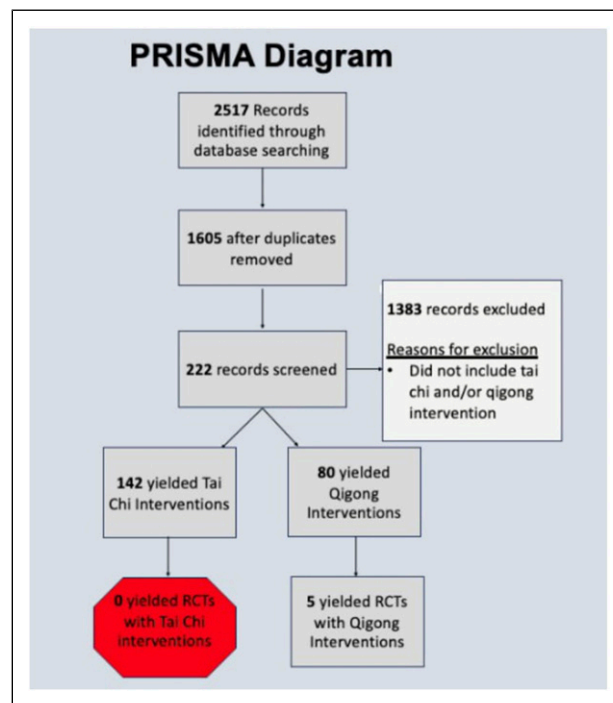 PRISMA Diagram
2517 Records
identified through
database searching
1605 after duplicates
removed
1383 records excluded
Reasons for exclusion
• Did not include tai
chi and/or qigong
intervention
222 records screened
142 yielded Tai
Chi Interventions
80 yielded
Qigong
Interventions
0 yielded RCTs
with Tai Chi
interventions
5 yielded RCTs
with Qigong
Interventions